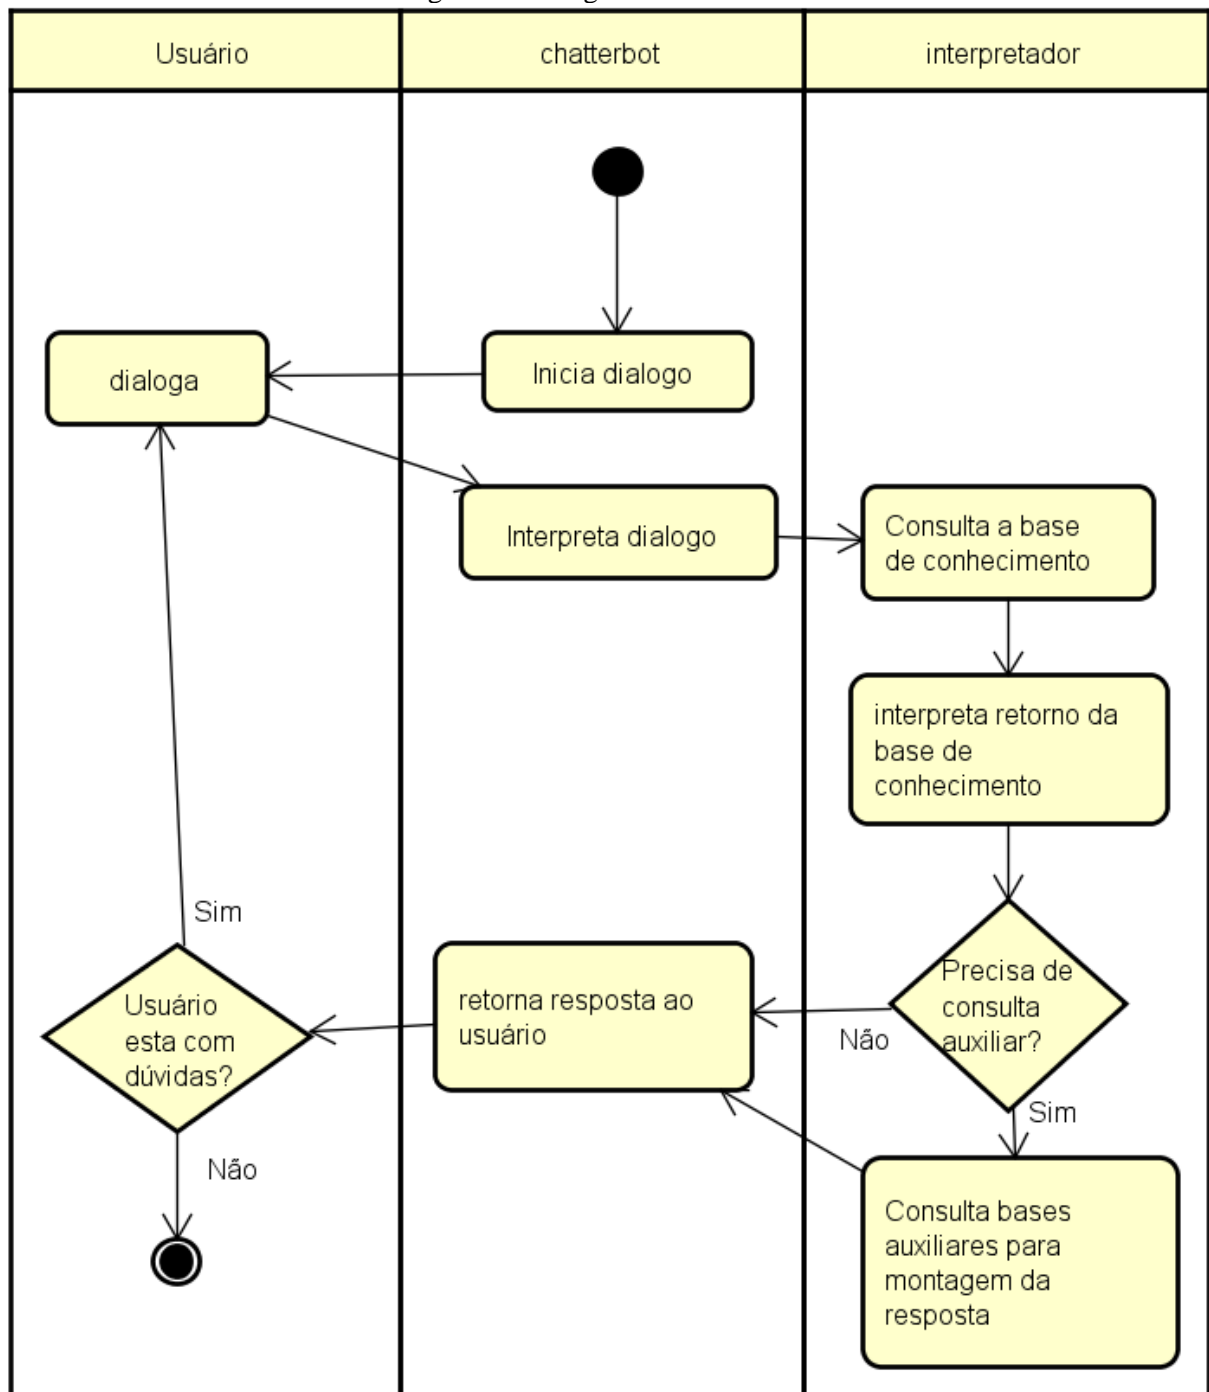 Usuário
chatterbot
interpretador
dialoga
Inicia dialogo
Interpreta dialogo
Consulta a base
de conhecimento
interpreta retorno da
base de
conhecimento
Sim
Usuário
esta com
dúvidas?
retorna resposta ao
usuário
Precisa de
consulta
auxiliar?
Não
Sim
Não
Consulta bases
auxiliares para
montagem da
resposta